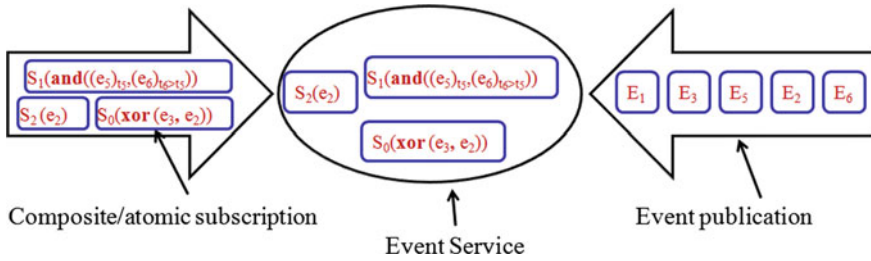 S₁(and((e₅)ₜ₅,(e₆)ₜ₆>ₜ₅))
S₂(e₂) S₀(xor (e₃, e₂))
S₂(e₂) S₁(and((e₅)ₜ₅,(e₆)ₜ₆>ₜ₅))
S₀(xor (e₃, e₂))
E₁ E₃ E₅ E₂ E₆
Composite/atomic subscription
Event Service
Event publication